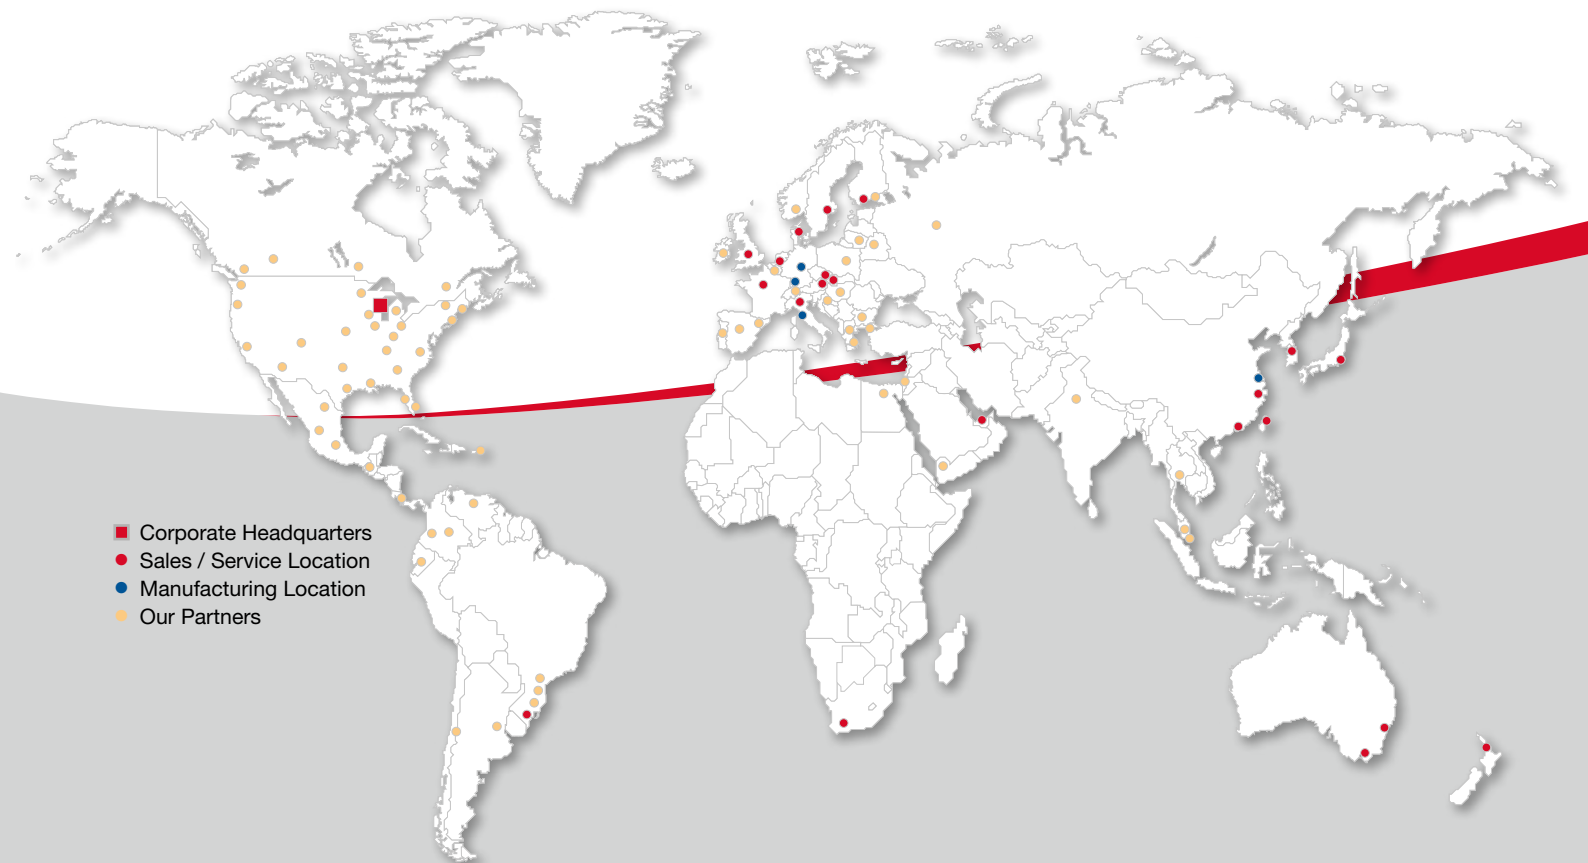 Corporate Headquarters
Sales / Service Location
Manufacturing Location
Our Partners